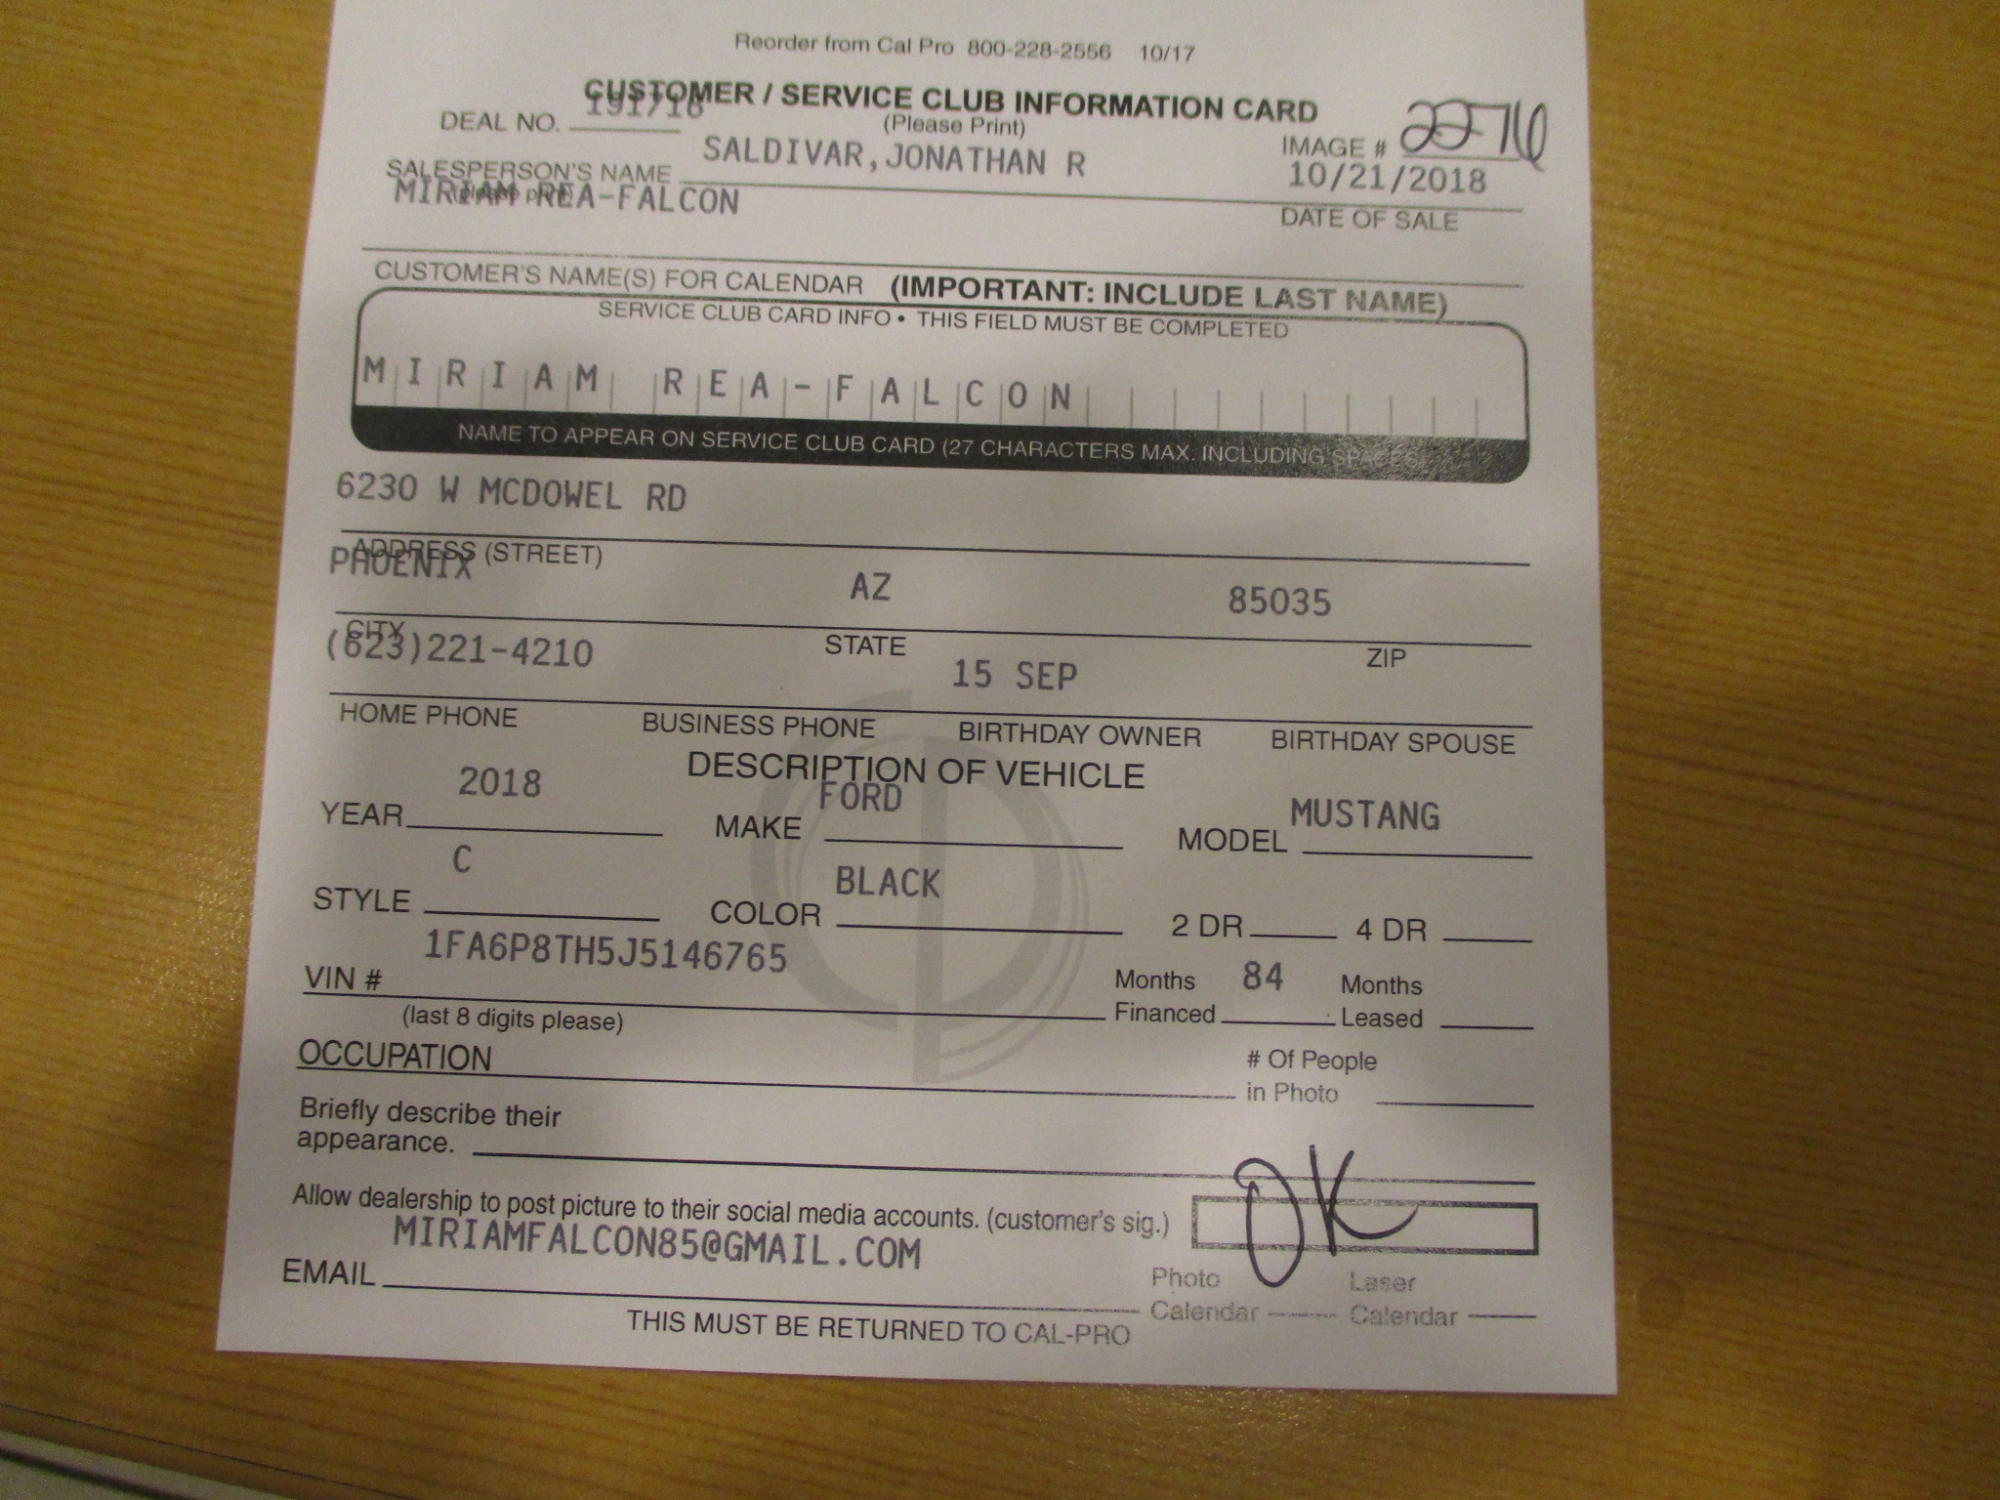 Reorder from Cal Pro 800-228-2556 10/17
CUSTOMER / SERVICE CLUB INFORMATION CARD
(Please Print)
DEAL NO. 191716
IMAGE # 2276
SALESPERSON'S NAME SALDIVAR,JONATHAN R
10/21/2018
MIRIAM REA-FALCON
DATE OF SALE
CUSTOMER'S NAME(S) FOR CALENDAR (IMPORTANT: INCLUDE LAST NAME)
SERVICE CLUB CARD INFO • THIS FIELD MUST BE COMPLETED
MIRIAM REA-FALCON
NAME TO APPEAR ON SERVICE CLUB CARD (27 CHARACTERS MAX. INCLUDING SPACES)
6230 W MCDOWEL RD
ADDRESS (STREET)
PHOENIX AZ 85035
CITY STATE ZIP
(623)221-4210 15 SEP
HOME PHONE BUSINESS PHONE BIRTHDAY OWNER BIRTHDAY SPOUSE
DESCRIPTION OF VEHICLE
YEAR 2018 MAKE FORD MODEL MUSTANG
STYLE C COLOR BLACK 2 DR 4 DR
VIN # 1FA6P8TH5J5146765 Months Financed 84 Months Leased
(last 8 digits please)
OCCUPATION # Of People in Photo
Briefly describe their
appearance.
Allow dealership to post picture to their social media accounts. (customer's sig.) OK
EMAIL MIRIAMFALCON85@GMAIL.COM
Photo Calendar Laser Calendar
THIS MUST BE RETURNED TO CAL-PRO